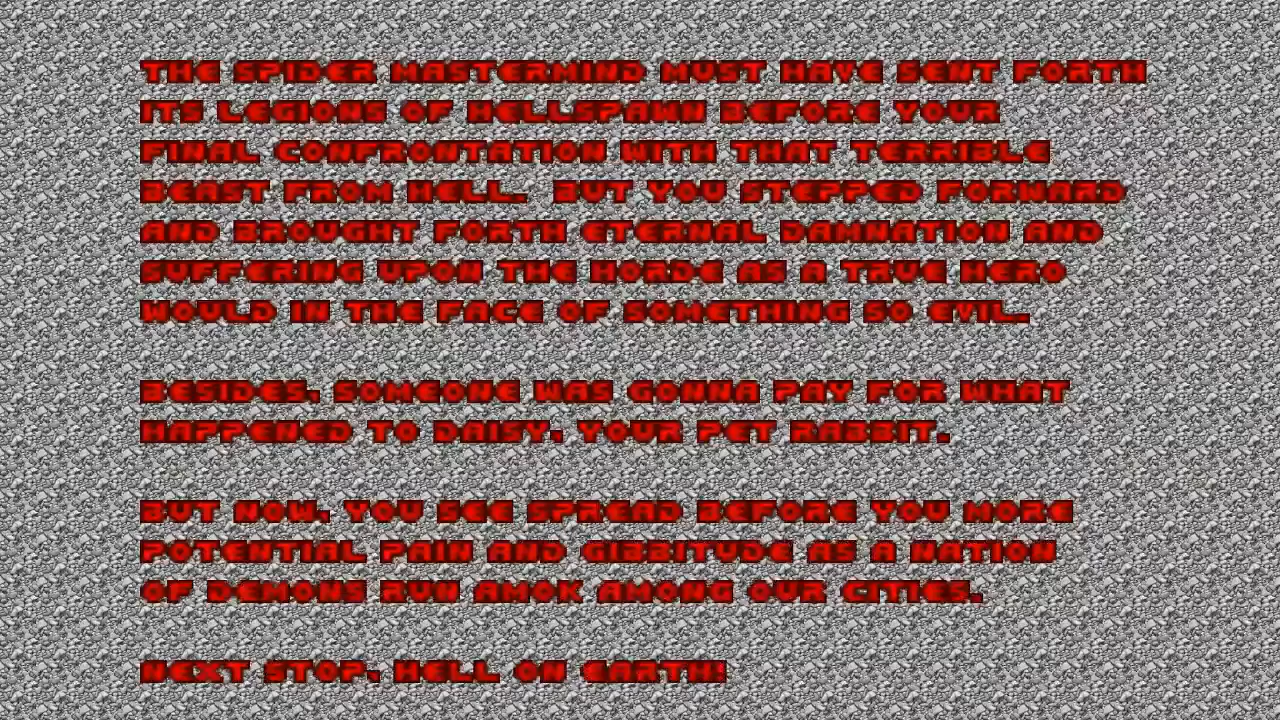 THE SPIDER MASTERMIND MUST HAVE SENT FORTH
ITS LEGIONS OF HELLSPAWN BEFORE YOUR
FINAL CONFRONTATION WITH THAT TERRIBLE
BEAST FROM HELL.  BUT YOU STEPPED FORWARD
AND BROUGHT FORTH ETERNAL DAMNATION AND
SUFFERING UPON THE HORDE AS A TRUE HERO
WOULD IN THE FACE OF SOMETHING SO EVIL.
BESIDES, SOMEONE WAS GONNA PAY FOR WHAT
HAPPENED TO DAISY, YOUR PET RABBIT.
BUT NOW, YOU SEE SPREAD BEFORE YOU MORE
POTENTIAL PAIN AND GIBBITUDE AS A NATION
OF DEMONS RUN AMOK AMONG OUR CITIES.
NEXT STOP, HELL ON EARTH!